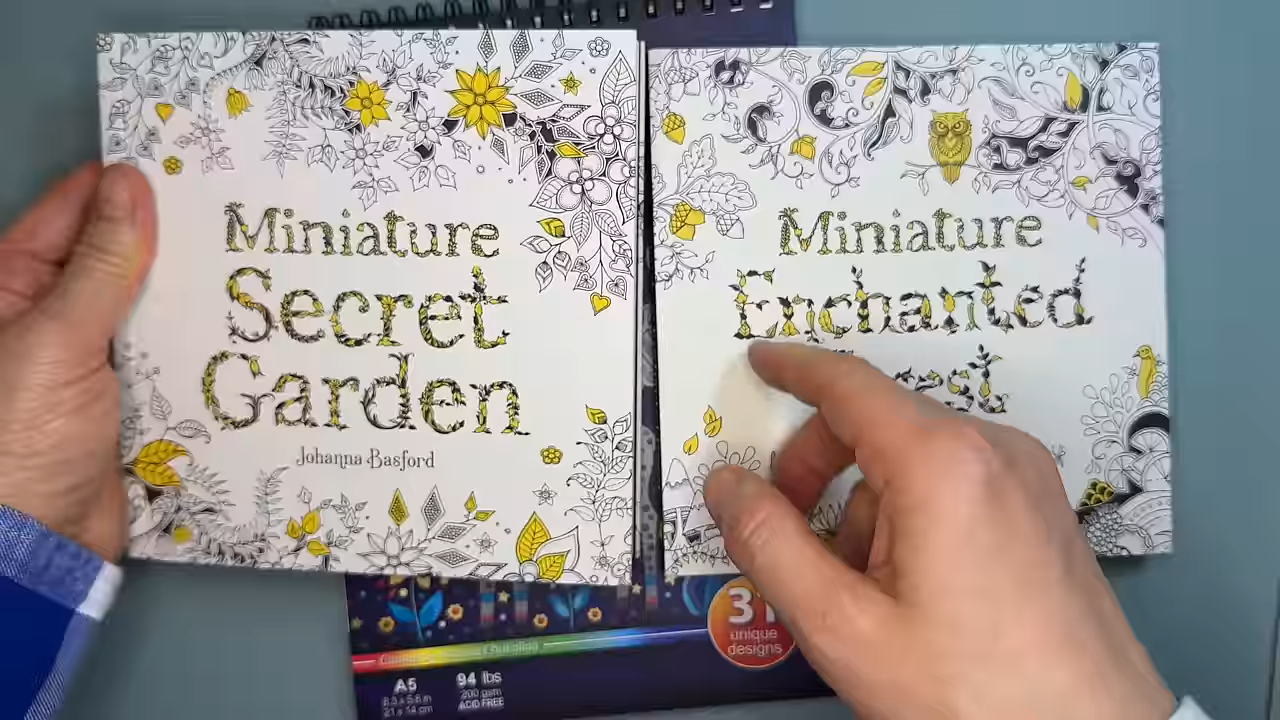 Miniature
Secret
Garden
Johanna Basford
Miniature
Enchanted
31
unique
designs
A5
8.3 x 5.6 in
21 x 14 cm
94 lbs
200 gsm
ACID FREE